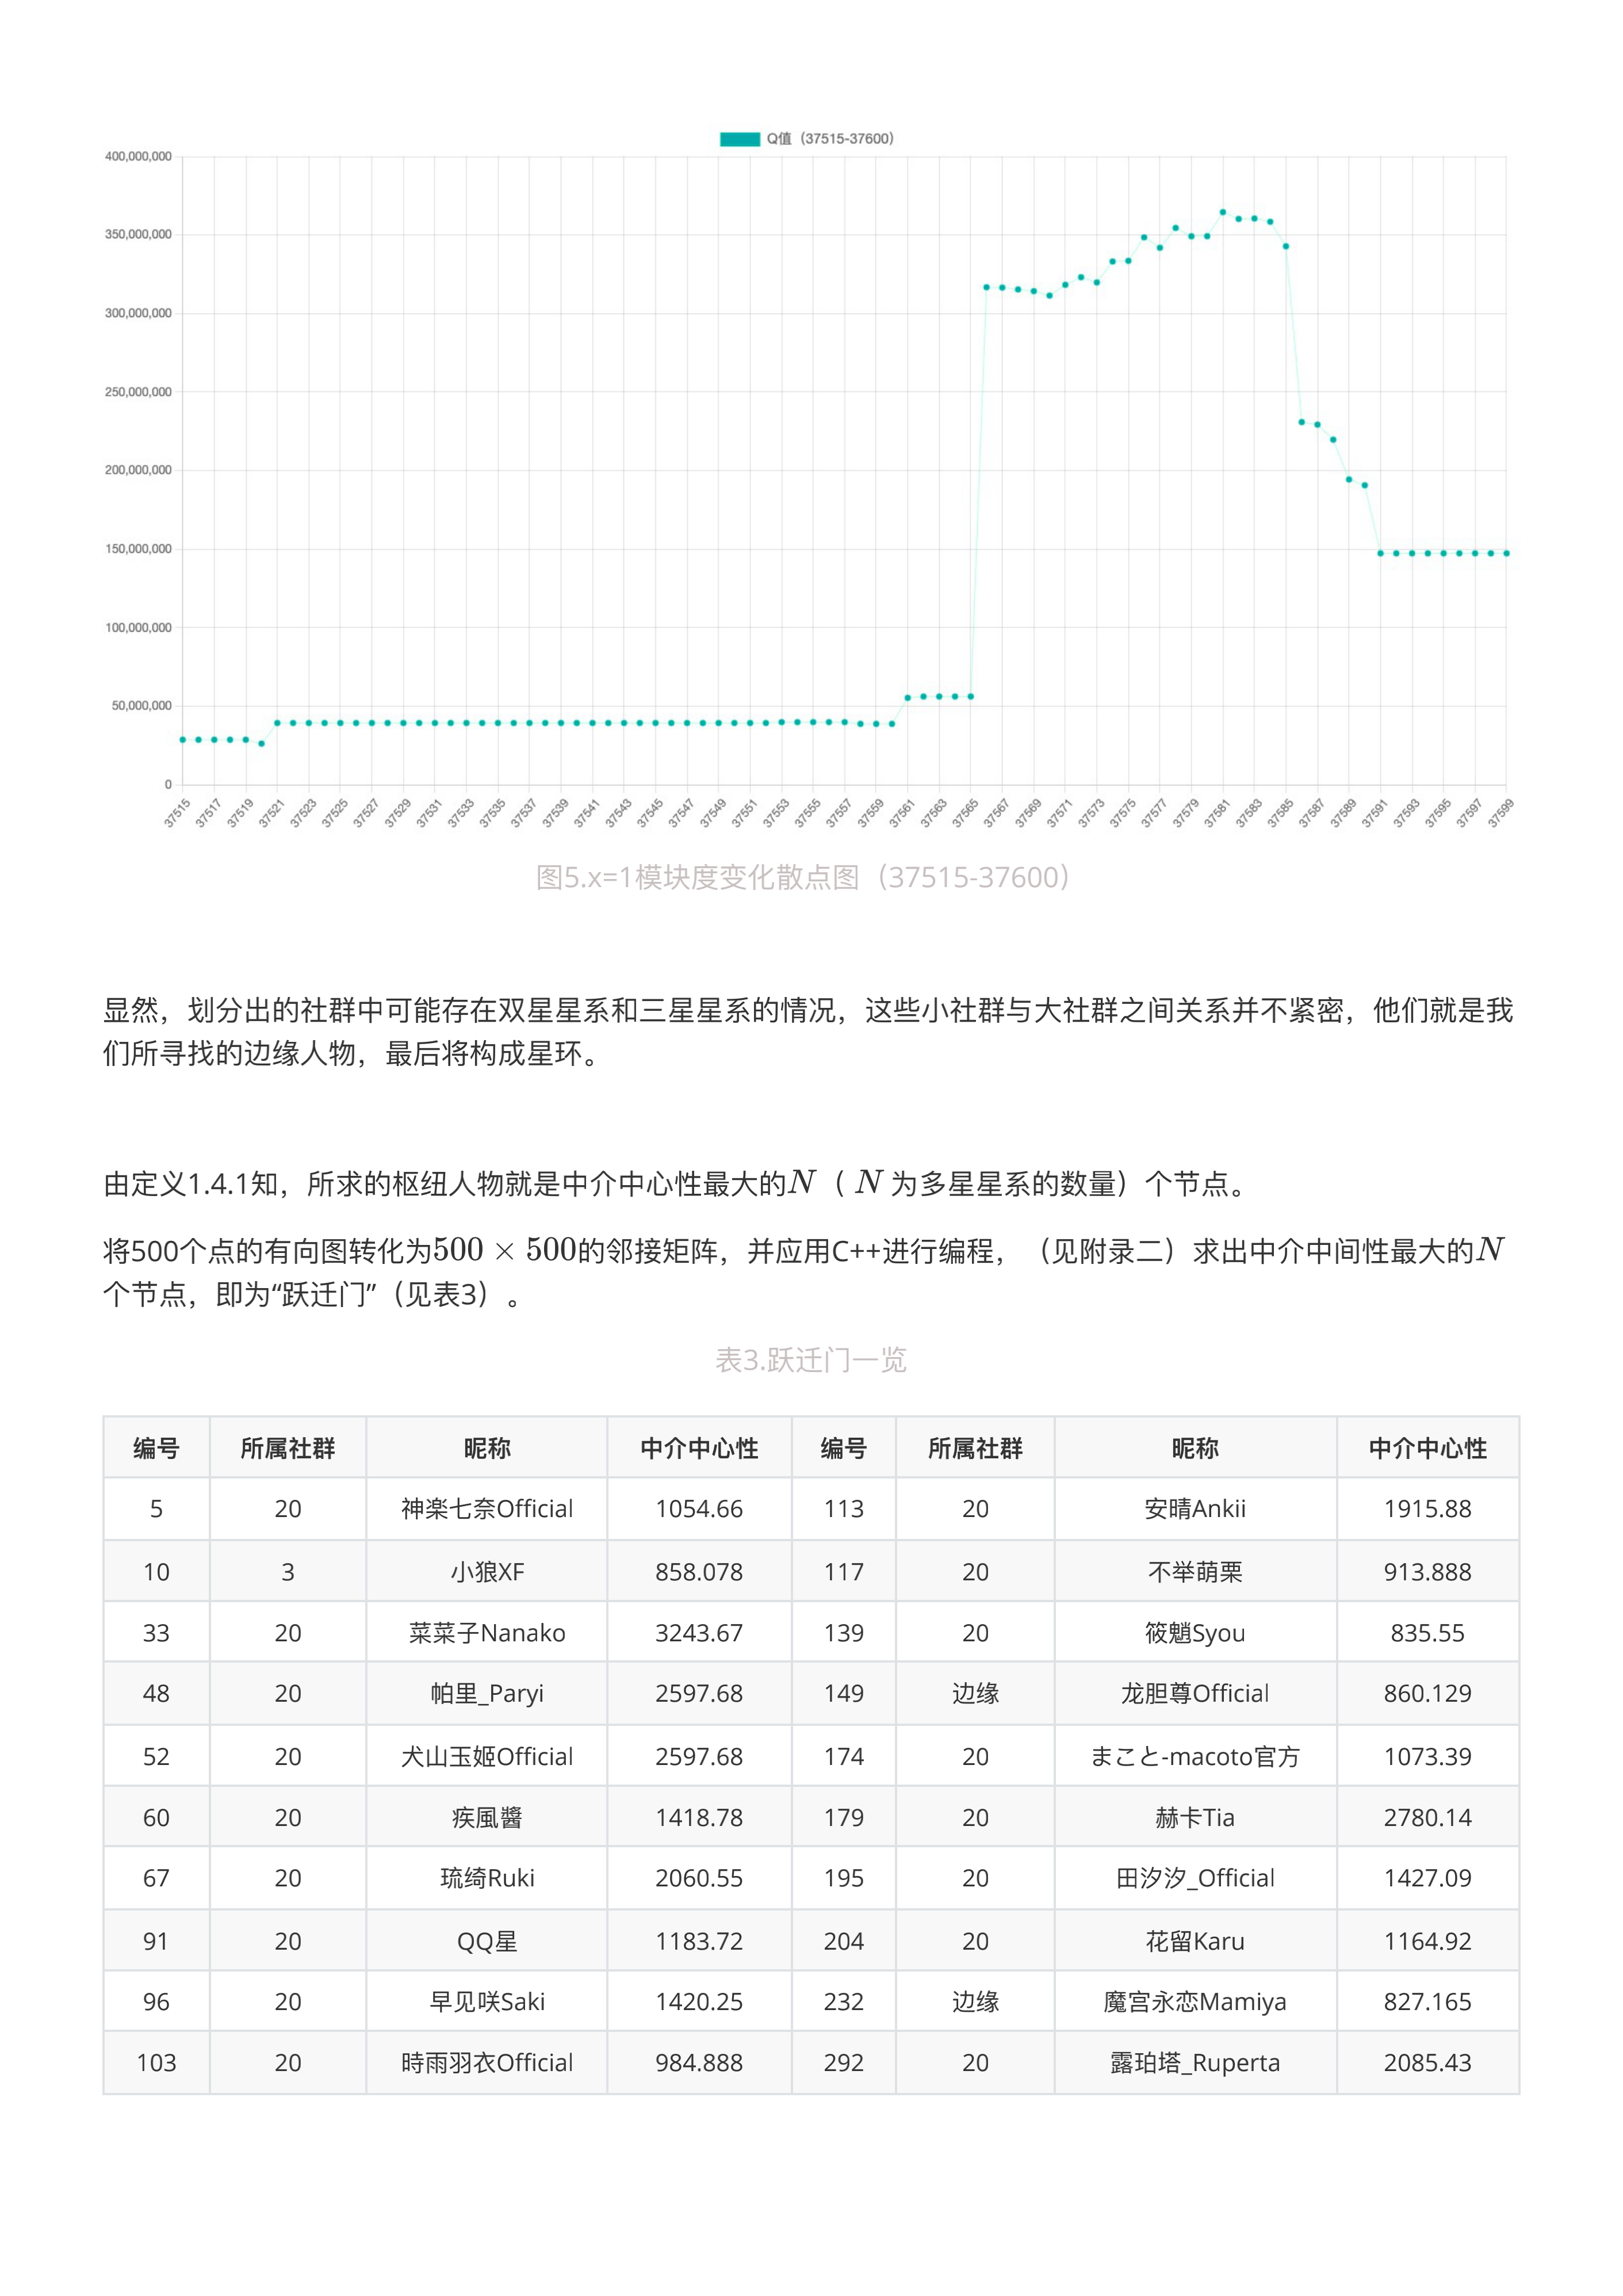 Q值（37515-37600）
400,000,000
350,000,000
300,000,000
250,000,000
200,000,000
150,000,000
100,000,000
50,000,000
0
37515 37517 37519 37521 37523 37525 37527 37529 37531 37533 37535 37537 37539 37541 37543 37545 37547 37549 37551 37553 37555 37557 37559 37561 37563 37565 37567 37569 37571 37573 37575 37577 37579 37581 37583 37585 37587 37589 37591 37593 37595 37597 37599
图5.x=1模块度变化散点图（37515-37600）
显然，划分出的社群中可能存在双星星系和三星星系的情况，这些小社群与大社群之间关系并不紧密，他们就是我
们所寻找的边缘人物，最后将构成星环。
由定义1.4.1知，所求的枢纽人物就是中介中心性最大的N（ N 为多星星系的数量）个节点。
将500个点的有向图转化为500 × 500的邻接矩阵，并应用C++进行编程，（见附录二）求出中介中间性最大的N
个节点，即为“跃迁门”（见表3）。
表3.跃迁门一览
编号 所属社群 昵称 中介中心性 编号 所属社群 昵称 中介中心性
5 20 神楽七奈Official 1054.66 113 20 安晴Ankii 1915.88
10 3 小狼XF 858.078 117 20 不举萌栗 913.888
33 20 菜菜子Nanako 3243.67 139 20 筱魈Syou 835.55
48 20 帕里_Paryi 2597.68 149 边缘 龙胆尊Official 860.129
52 20 犬山玉姬Official 2597.68 174 20 まこと-macoto官方 1073.39
60 20 疾風醬 1418.78 179 20 赫卡Tia 2780.14
67 20 琉绮Ruki 2060.55 195 20 田汐汐_Official 1427.09
91 20 QQ星 1183.72 204 20 花留Karu 1164.92
96 20 早见咲Saki 1420.25 232 边缘 魔宫永恋Mamiya 827.165
103 20 時雨羽衣Official 984.888 292 20 露珀塔_Ruperta 2085.43